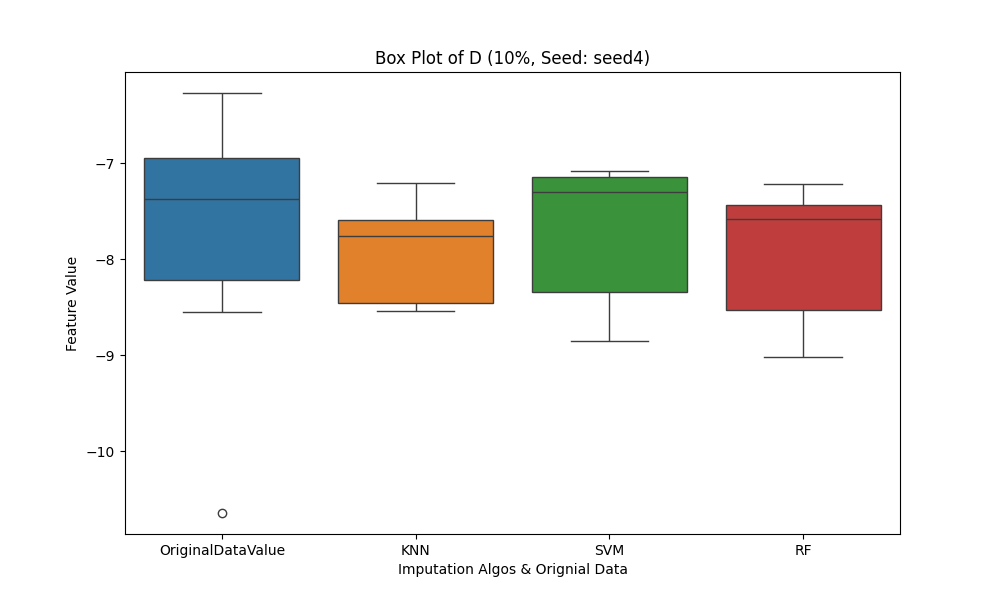 Box Plot of D (10%, Seed: seed4)
Feature Value
−7
−8
−9
−10
OriginalDataValue
KNN
SVM
RF
Imputation Algos & Orignial Data